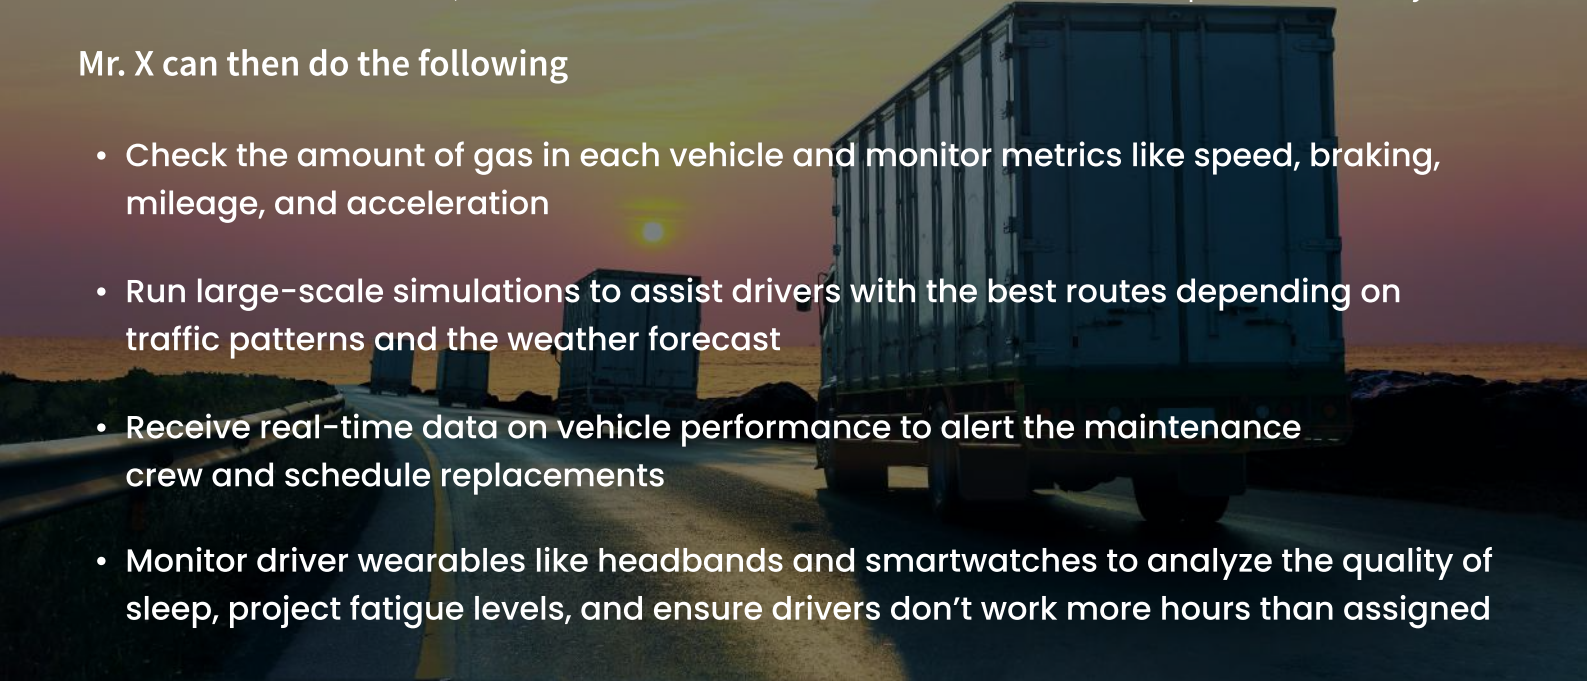 Mr. X can then do the following
• Check the amount of gas in each vehicle and monitor metrics like speed, braking,
mileage, and acceleration
• Run large-scale simulations to assist drivers with the best routes depending on
traffic patterns and the weather forecast
• Receive real-time data on vehicle performance to alert the maintenance
crew and schedule replacements
• Monitor driver wearables like headbands and smartwatches to analyze the quality of
sleep, project fatigue levels, and ensure drivers don’t work more hours than assigned